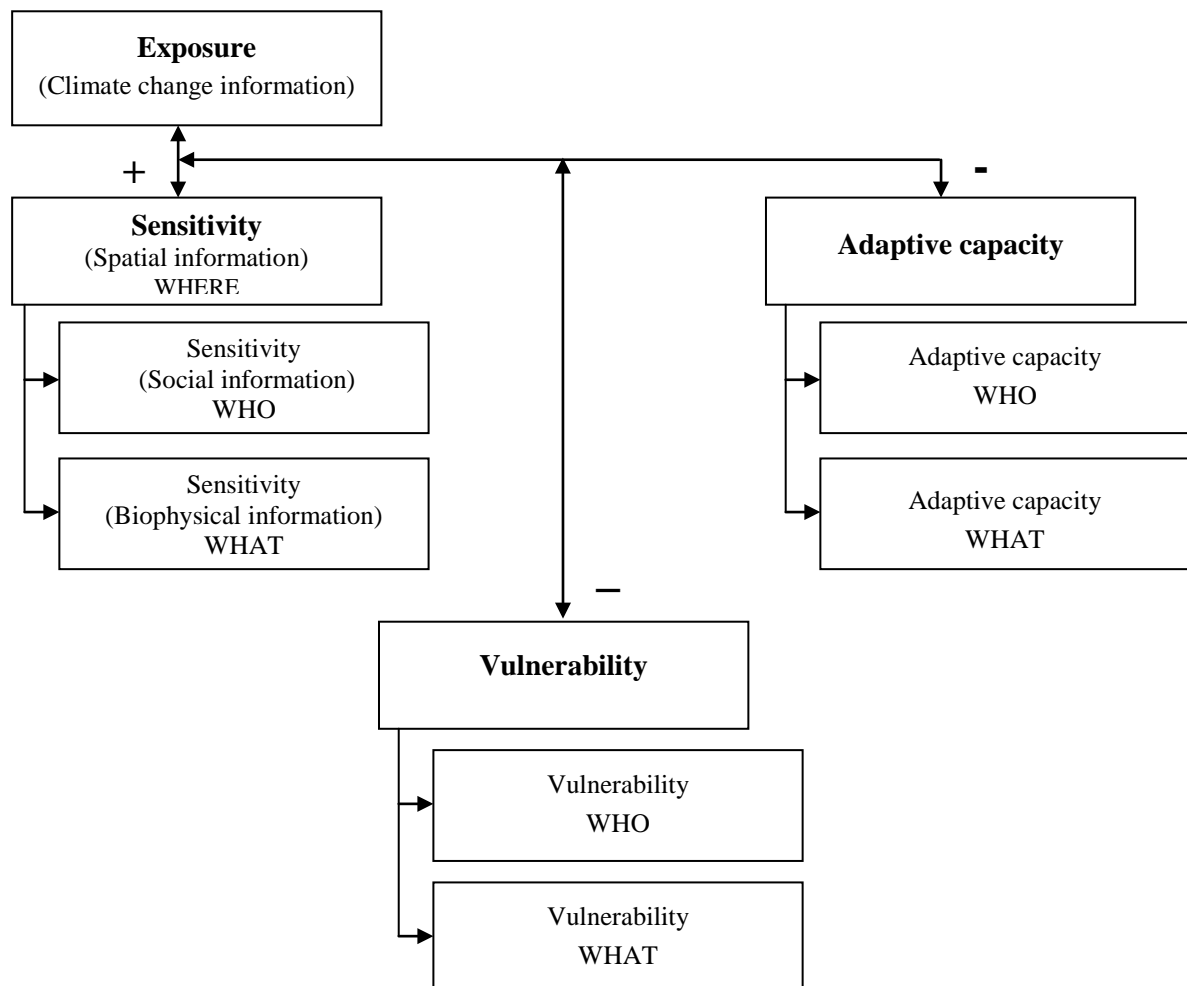 Exposure
(Climate change information)
+
-
Sensitivity
(Spatial information)
WHERE
Adaptive capacity
Sensitivity
(Social information)
WHO
Adaptive capacity
WHO
Sensitivity
(Biophysical information)
WHAT
Adaptive capacity
WHAT
–
Vulnerability
Vulnerability
WHO
Vulnerability
WHAT